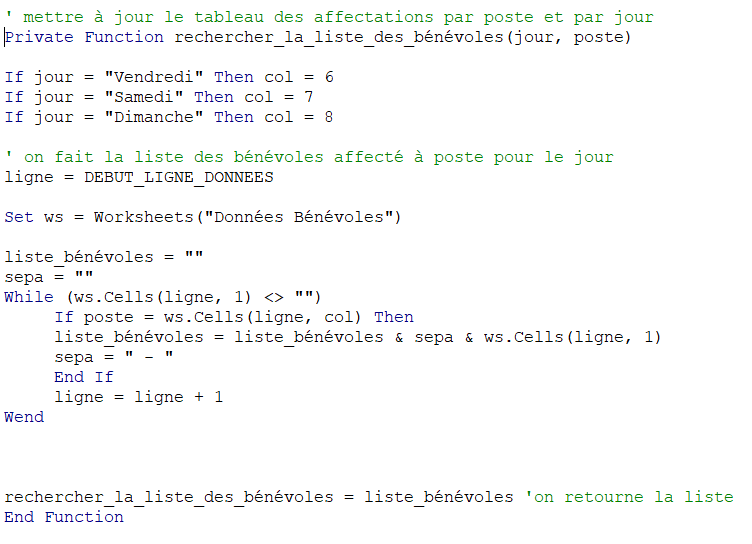 ' mettre à jour le tableau des affectations par poste et par jour
Private Function rechercher_la_liste_des_bénévoles(jour, poste)
If jour = "Vendredi" Then col = 6
If jour = "Samedi" Then col = 7
If jour = "Dimanche" Then col = 8
' on fait la liste des bénévoles affecté à poste pour le jour
ligne = DEBUT_LIGNE_DONNEES
Set ws = Worksheets("Données Bénévoles")
liste_bénévoles = ""
sepa = ""
While (ws.Cells(ligne, 1) <> "")
If poste = ws.Cells(ligne, col) Then
liste_bénévoles = liste_bénévoles & sepa & ws.Cells(ligne, 1)
sepa = " - "
End If
ligne = ligne + 1
Wend
rechercher_la_liste_des_bénévoles = liste_bénévoles 'on retourne la liste
End Function